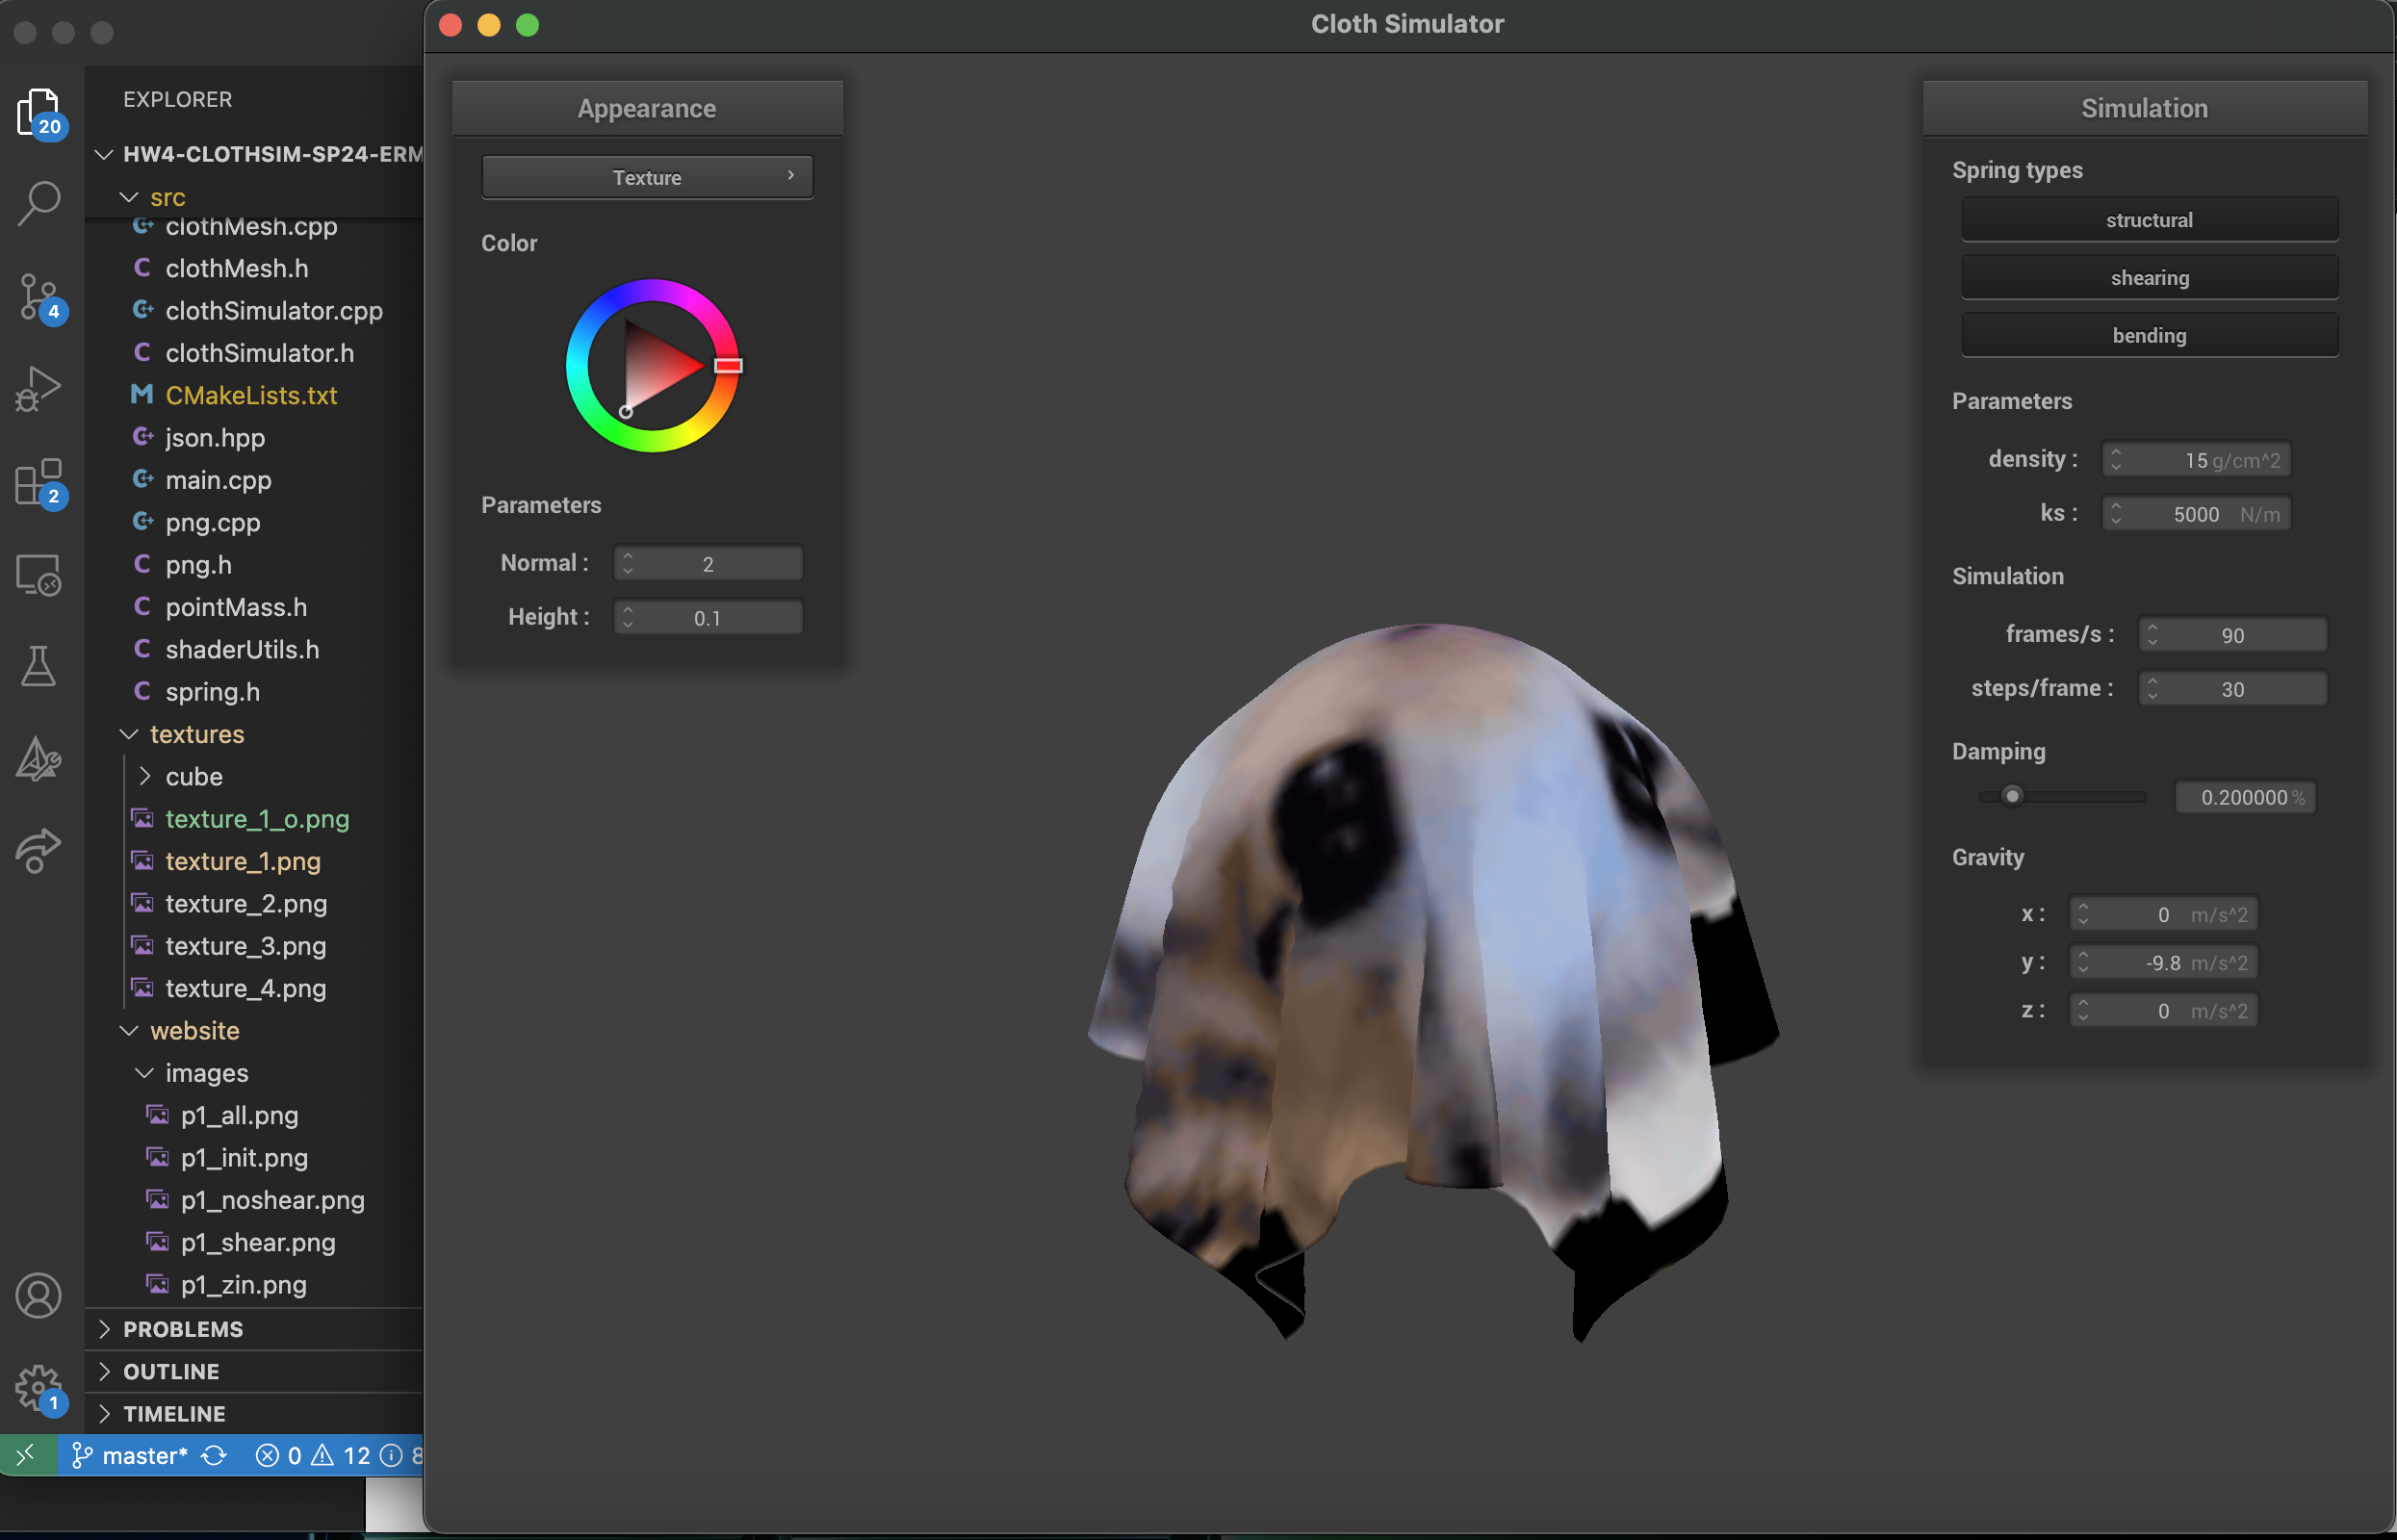 Cloth Simulator
EXPLORER
HW4-CLOTHSIM-SP24-ERM
src
clothMesh.cpp
clothMesh.h
clothSimulator.cpp
clothSimulator.h
CMakeLists.txt
json.hpp
main.cpp
png.cpp
png.h
pointMass.h
shaderUtils.h
spring.h
textures
cube
texture_1_o.png
texture_1.png
texture_2.png
texture_3.png
texture_4.png
website
images
p1_all.png
p1_init.png
p1_noshear.png
p1_shear.png
p1_zin.png
PROBLEMS
OUTLINE
TIMELINE
20
4
2
1
master* 0 12 8
Appearance
Texture
Color
Parameters
Normal : 2
Height : 0.1
Simulation
Spring types
structural
shearing
bending
Parameters
density : 15 g/cm^2
ks : 5000 N/m
Simulation
frames/s : 90
steps/frame : 30
Damping
0.200000 %
Gravity
x : 0 m/s^2
y : -9.8 m/s^2
z : 0 m/s^2